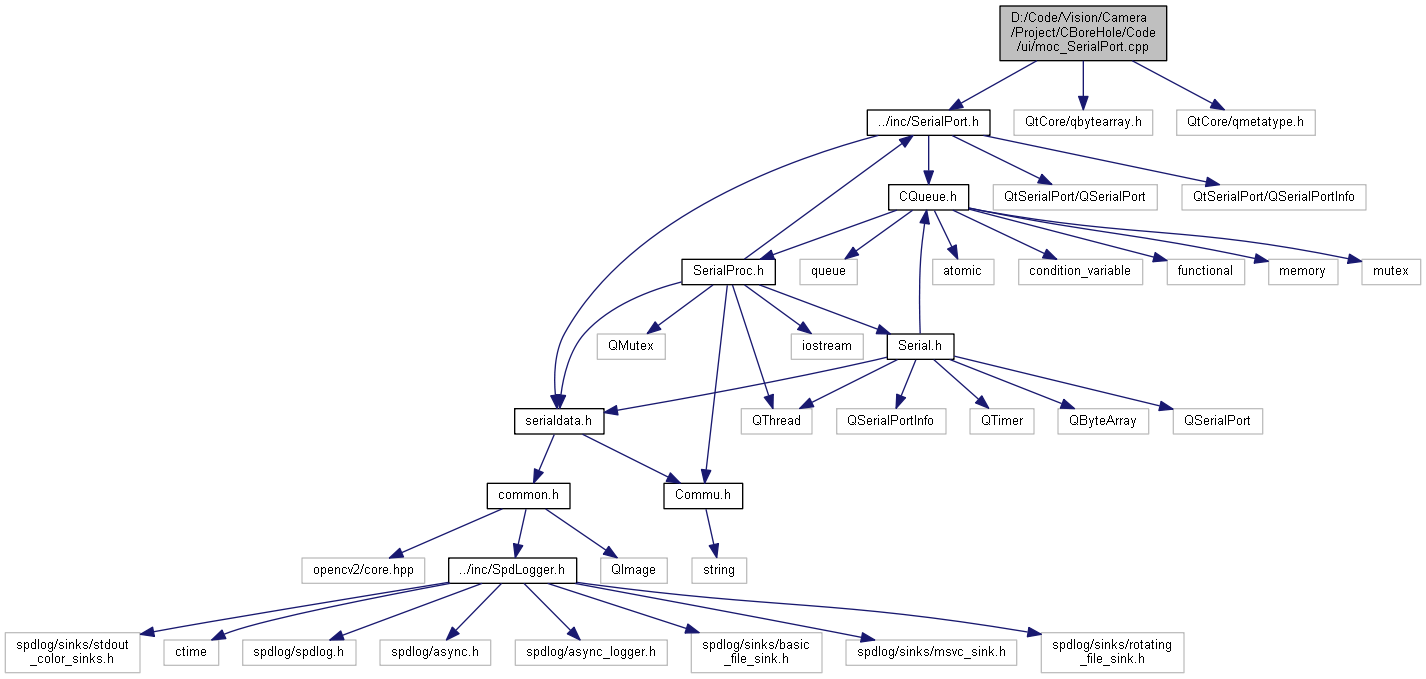 D:/Code/Vision/Camera
/Project/CBoreHole/Code
/ui/moc_SerialPort.cpp
../inc/SerialPort.h
QtCore/qbytearray.h
QtCore/qmetatype.h
CQueue.h
QtSerialPort/QSerialPort
QtSerialPort/QSerialPortInfo
SerialProc.h
queue
atomic
condition_variable
functional
memory
mutex
QMutex
iostream
Serial.h
serialdata.h
QThread
QSerialPortInfo
QTimer
QByteArray
QSerialPort
common.h
Commu.h
opencv2/core.hpp
../inc/SpdLogger.h
QImage
string
spdlog/sinks/stdout
_color_sinks.h
ctime
spdlog/spdlog.h
spdlog/async.h
spdlog/async_logger.h
spdlog/sinks/basic
_file_sink.h
spdlog/sinks/msvc_sink.h
spdlog/sinks/rotating
_file_sink.h